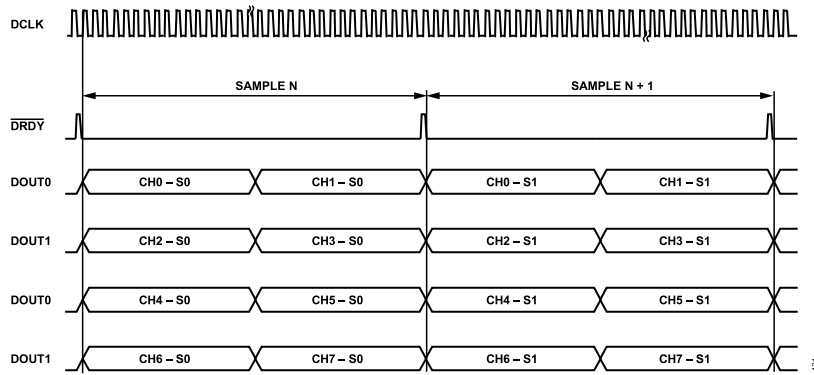 DCLK
SAMPLE N SAMPLE N + 1
DRDY
DOUT0 CH0 – S0 CH1 – S0 CH0 – S1 CH1 – S1
DOUT1 CH2 – S0 CH3 – S0 CH2 – S1 CH3 – S1
DOUT0 CH4 – S0 CH5 – S0 CH4 – S1 CH5 – S1
DOUT1 CH6 – S0 CH7 – S0 CH6 – S1 CH7 – S1